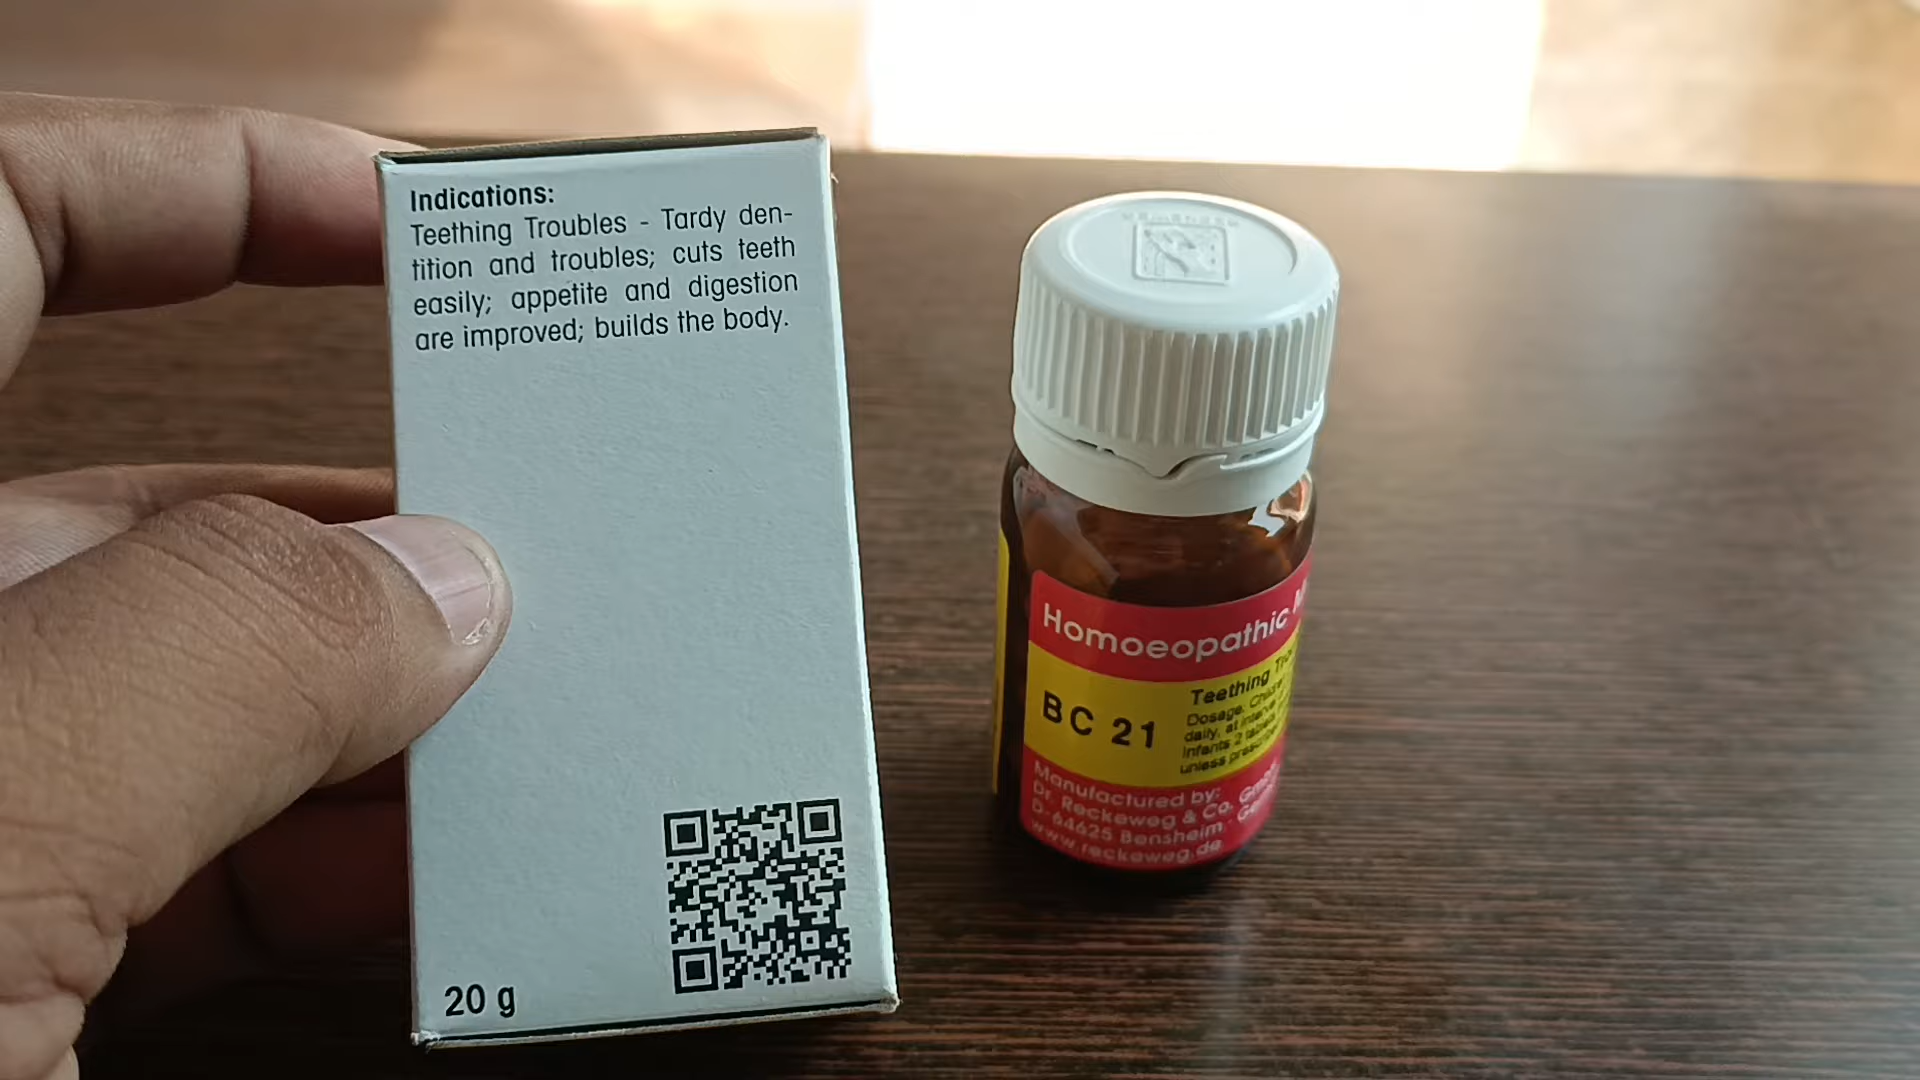 Indications:
Teething Troubles - Tardy den-
tition and troubles; cuts teeth
easily; appetite and digestion
are improved; builds the body.
20 g
Homoeopathic
BC 21
Teething
Dosage:
daily, at
Infants 2
unless
Manufactured by:
Dr. Reckeweg & Co.
D-64625 Bensheim
www.reckeweg.de